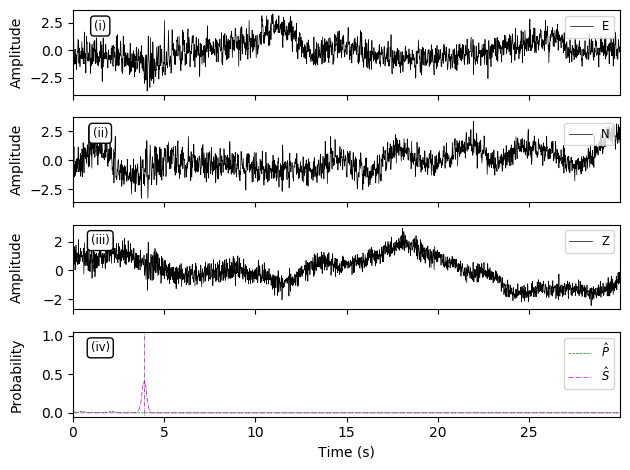 (i)
E
Amplitude
2.5
0.0
−2.5
(ii)
N
Amplitude
2.5
0.0
−2.5
(iii)
Z
Amplitude
2
0
−2
(iv)
P̂
Ŝ
Probability
1.0
0.5
0.0
0 5 10 15 20 25
Time (s)